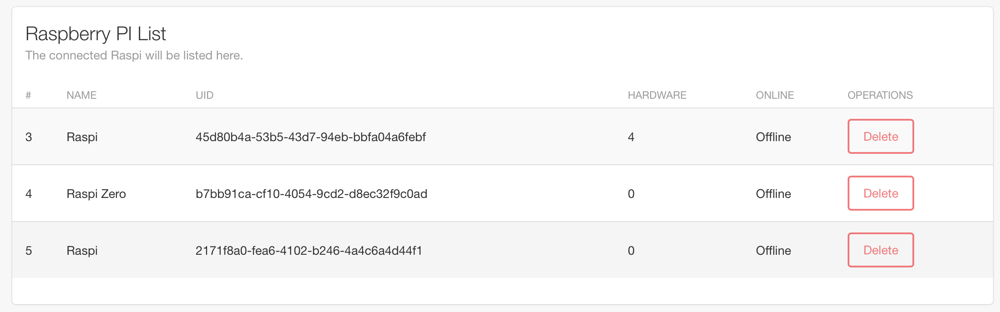 Raspberry PI List
The connected Raspi will be listed here.
# NAME UID HARDWARE ONLINE OPERATIONS
3 Raspi 45d80b4a-53b5-43d7-94eb-bbfa04a6febf 4 Offline Delete
4 Raspi Zero b7bb91ca-cf10-4054-9cd2-d8ec32f9c0ad 0 Offline Delete
5 Raspi 2171f8a0-fea6-4102-b246-4a4c6a4d44f1 0 Offline Delete